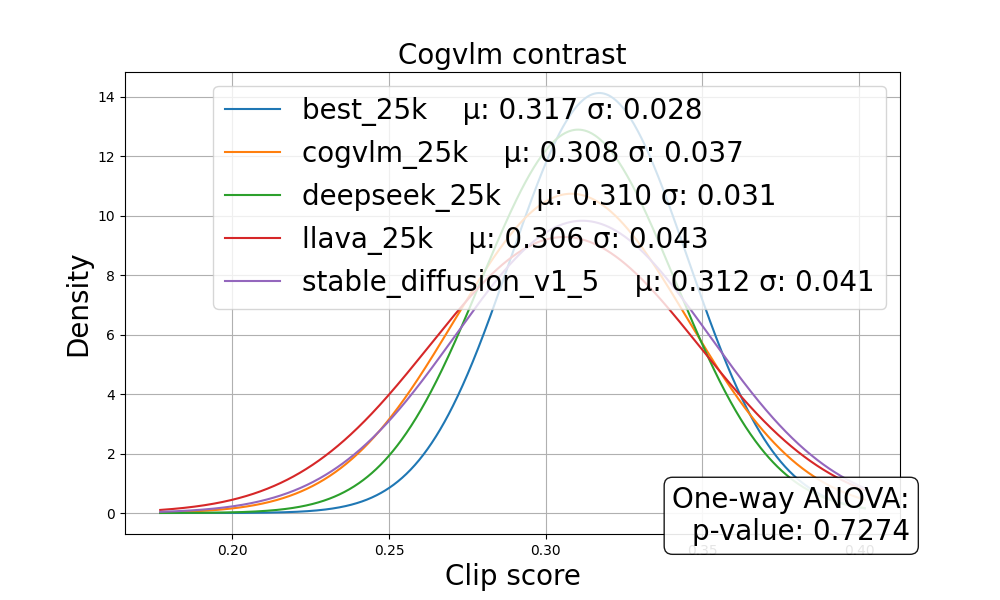 Cogvlm contrast
best_25k μ: 0.317 σ: 0.028
cogvlm_25k μ: 0.308 σ: 0.037
deepseek_25k μ: 0.310 σ: 0.031
llava_25k μ: 0.306 σ: 0.043
stable_diffusion_v1_5 μ: 0.312 σ: 0.041
Density
14
12
10
8
6
4
2
0
One-way ANOVA:
p-value: 0.7274
0.20 0.25 0.30 0.35 0.40
Clip score